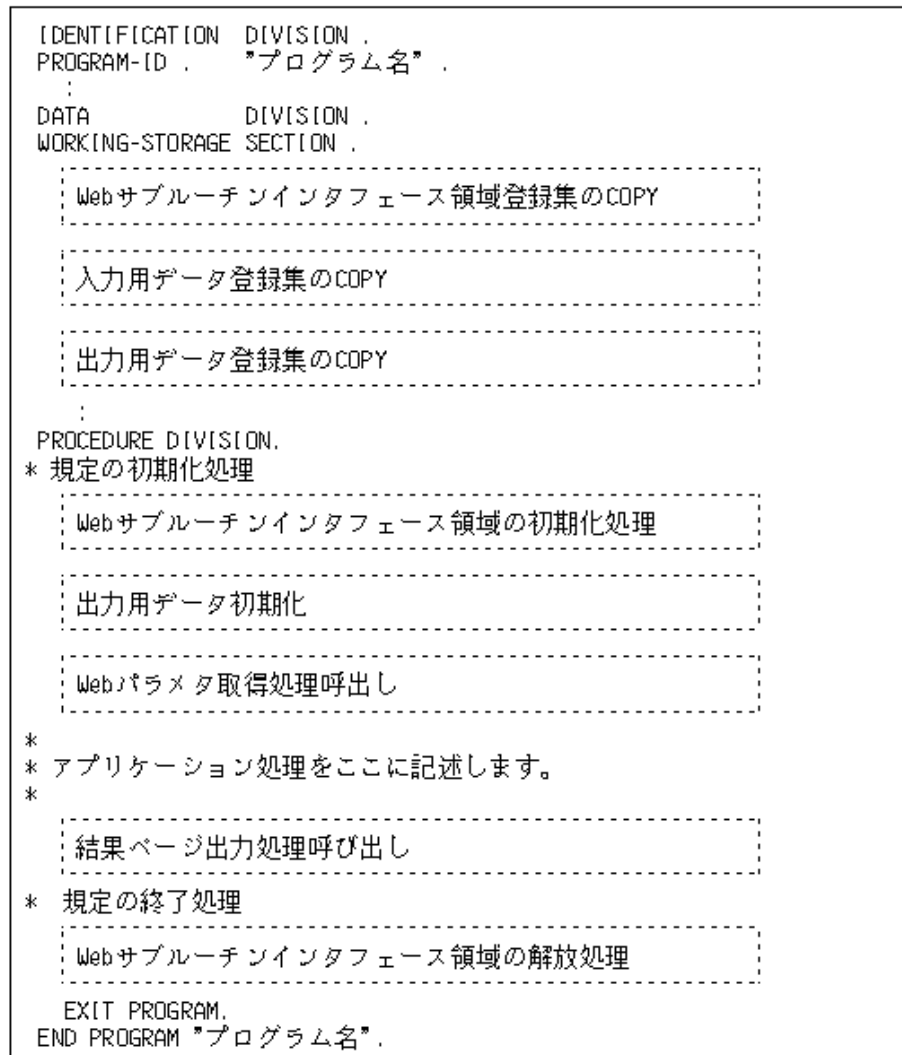 IDENTIFICATION DIVISION .
PROGRAM-ID . "プログラム名" .
:
DATA DIVISION .
WORKING-STORAGE SECTION .
Webサブルーチンインタフェース領域登録集のCOPY
入力用データ登録集のCOPY
出力用データ登録集のCOPY
:
PROCEDURE DIVISION.
* 規定の初期化処理
Webサブルーチンインタフェース領域の初期化処理
出力用データ初期化
Webパラメタ取得処理呼出し
*
* アプリケーション処理をここに記述します。
*
結果ページ出力処理呼び出し
* 規定の終了処理
Webサブルーチンインタフェース領域の解放処理
EXIT PROGRAM.
END PROGRAM "プログラム名".